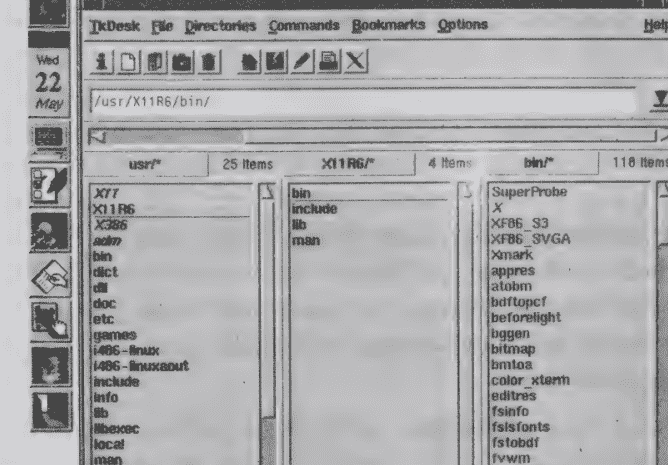 TkDesk File Directories Commands Bookmarks Options Help
Wed
22
May
/usr/X11R6/bin/
usr/* 25 Items X11R6/* 4 Items bin/* 118 Items
X11
X11R6
X386
adm
bin
dict
dll
doc
etc
games
i486-linux
i486-linuxaout
include
info
lib
libexec
local
man
bin
include
lib
man
SuperProbe
X
XF86_S3
XF86_SVGA
Xmark
appres
atobm
bdftopcf
beforelight
bggen
bitmap
bmtoa
color_xterm
editres
fsinfo
fslsfonts
fstobdf
fvwm